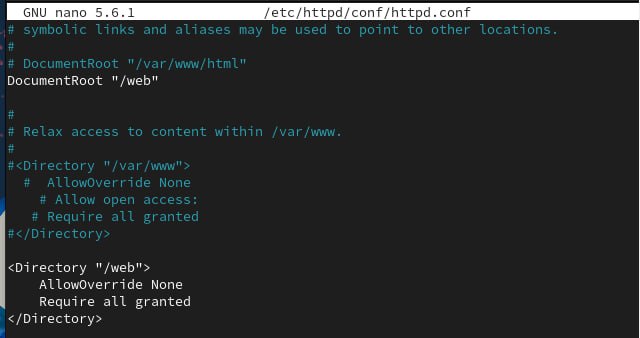 GNU nano 5.6.1 /etc/httpd/conf/httpd.conf
# symbolic links and aliases may be used to point to other locations.
#
# DocumentRoot "/var/www/html"
DocumentRoot "/web"
#
# Relax access to content within /var/www.
#
#<Directory "/var/www">
# AllowOverride None
# Allow open access:
# Require all granted
#</Directory>
<Directory "/web">
AllowOverride None
Require all granted
</Directory>